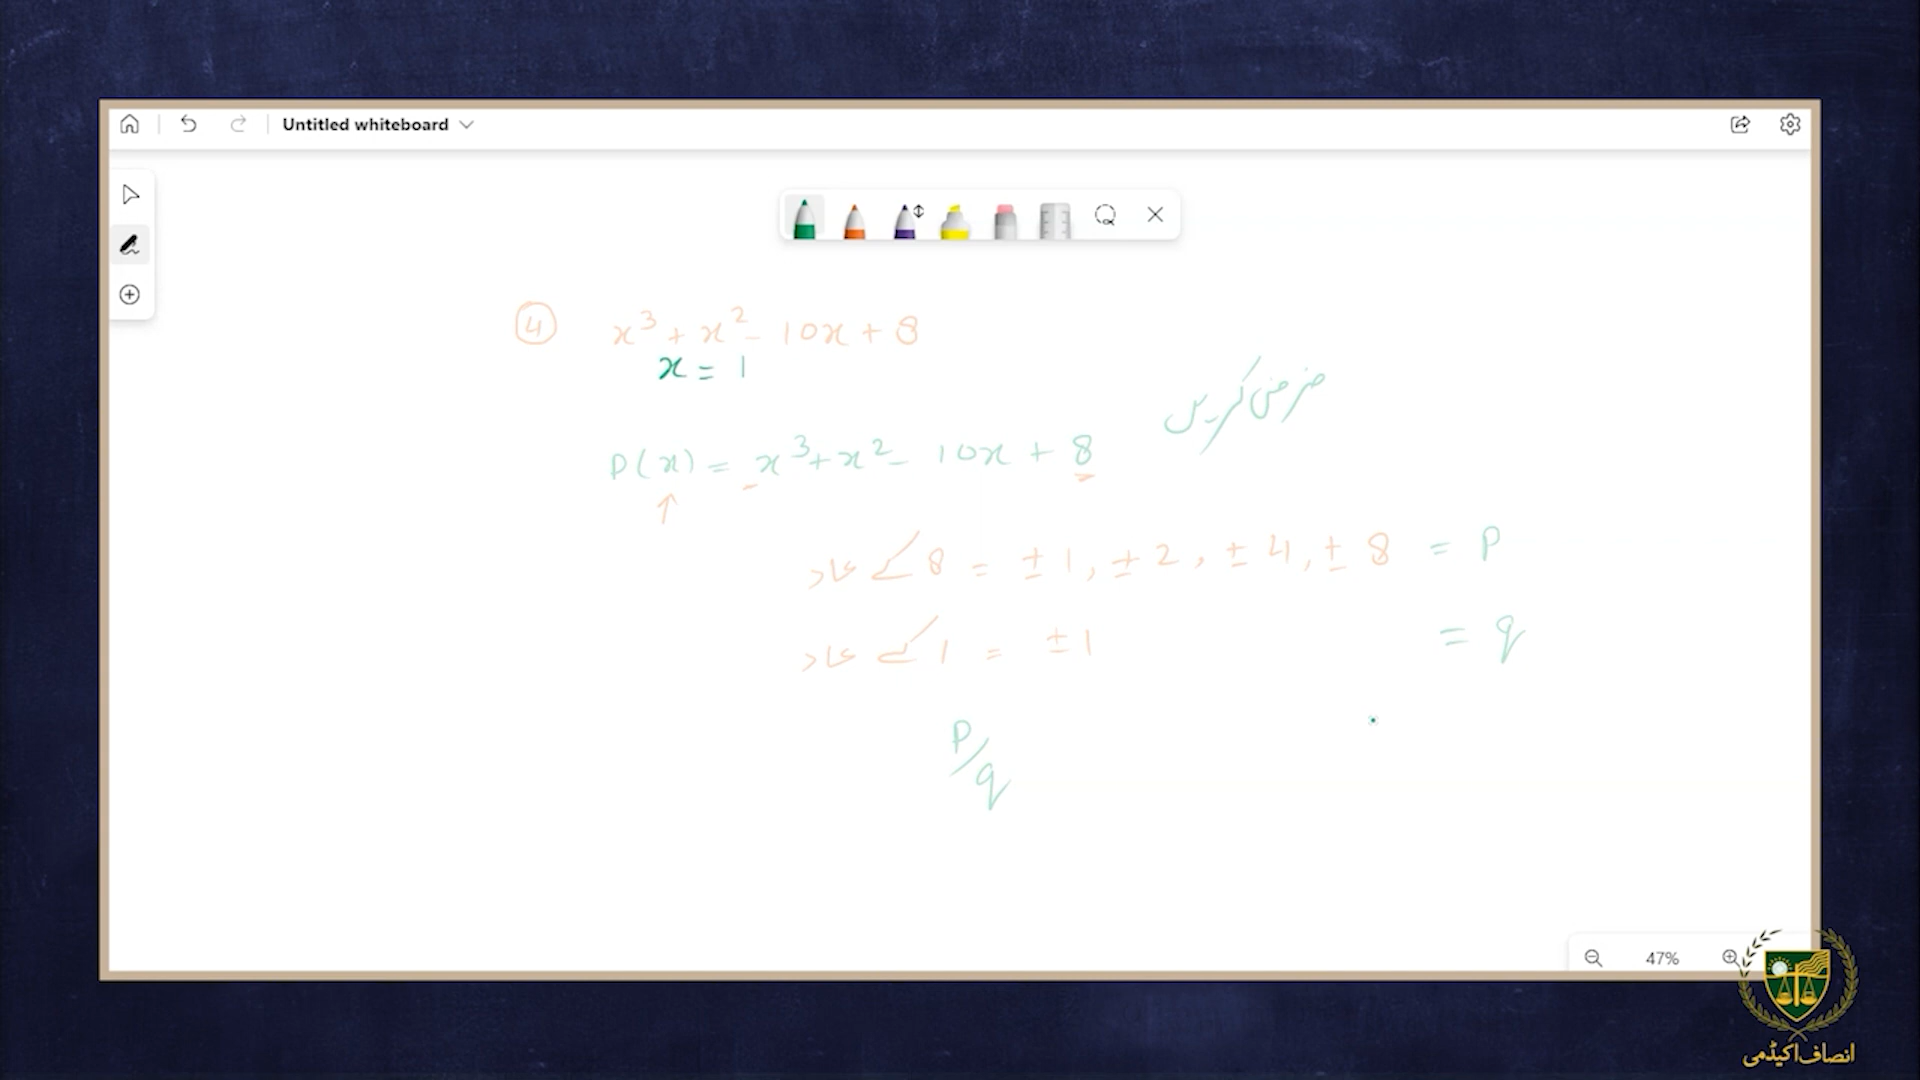 Untitled whiteboard
④ x³ + x² - 10x + 8
x = 1
فرض کریں
P(x) = x³ + x² - 10x + 8
↑
8 کے عاد = ±1, ±2, ±4, ±8 = P
1 کے عاد = ±1 = q
P/q
47%
انصاف اکیڈمی